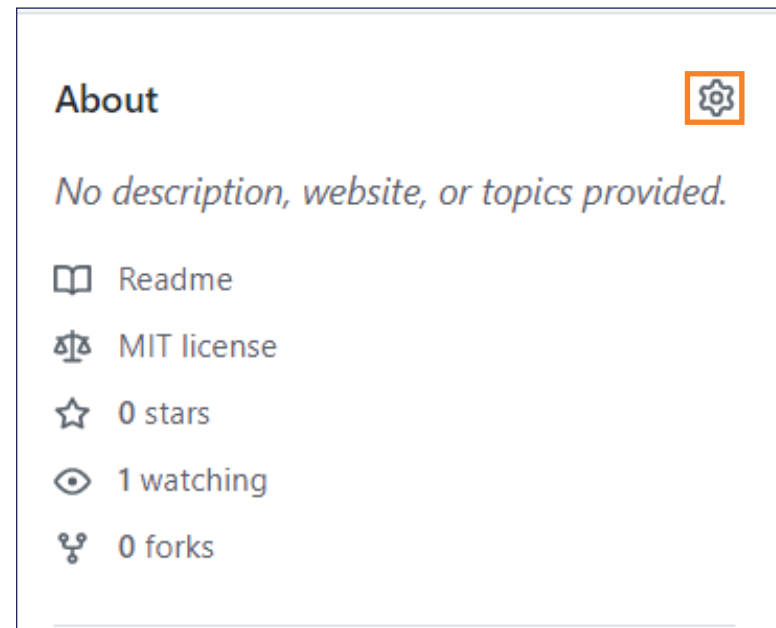 About
No description, website, or topics provided.
Readme
MIT license
0 stars
1 watching
0 forks